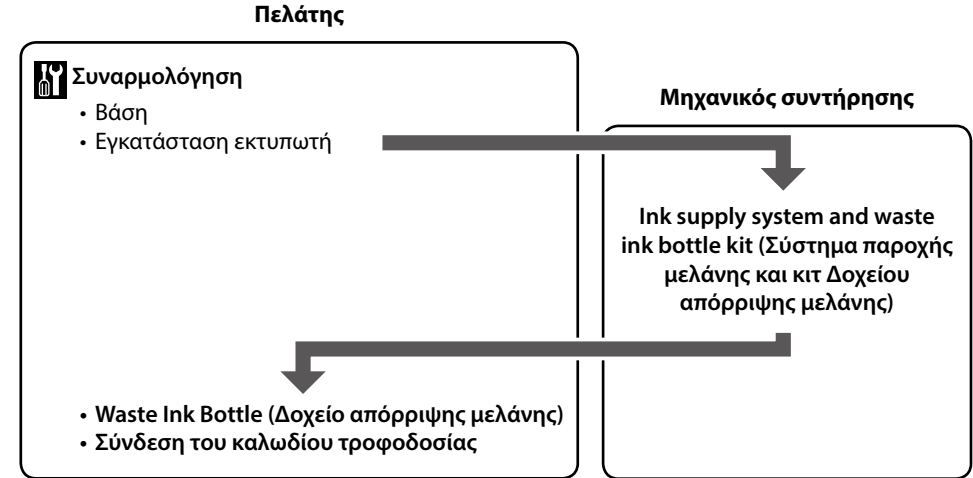 Πελάτης
Συναρμολόγηση
• Βάση
• Εγκατάσταση εκτυπωτή
Μηχανικός συντήρησης
Ink supply system and waste
ink bottle kit (Σύστημα παροχής
μελάνης και κιτ Δοχείου
απόρριψης μελάνης)
• Waste Ink Bottle (Δοχείο απόρριψης μελάνης)
• Σύνδεση του καλωδίου τροφοδοσίας